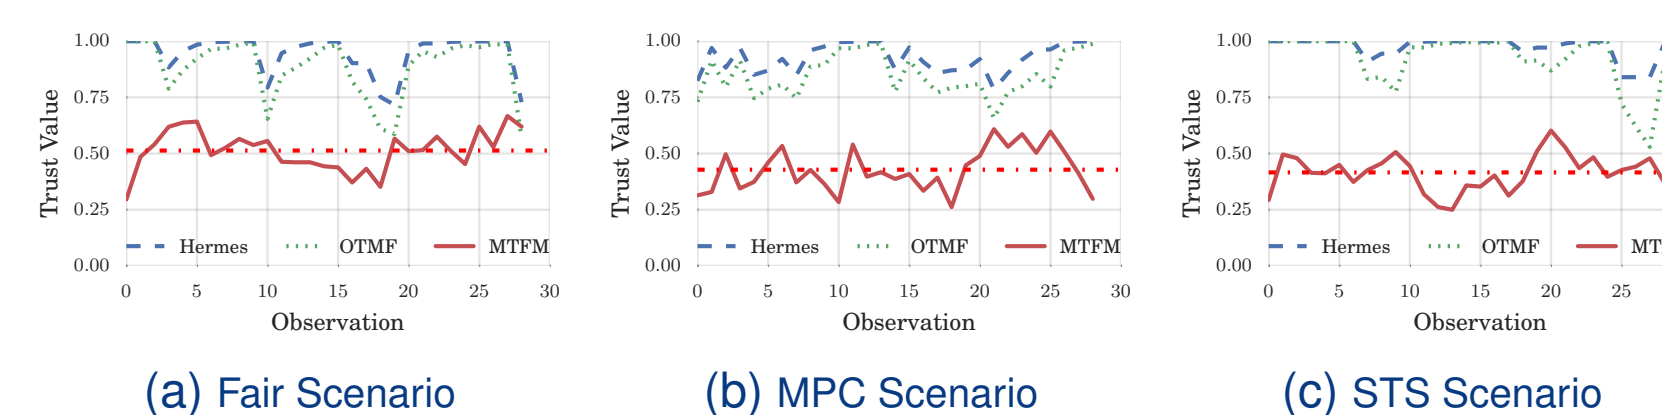 1.00
0.75
0.50
0.25
0.00
Trust Value
Hermes OTMF MTFM
0 5 10 15 20 25 30
Observation
(a) Fair Scenario
1.00
0.75
0.50
0.25
0.00
Trust Value
Hermes OTMF MTFM
0 5 10 15 20 25 30
Observation
(b) MPC Scenario
1.00
0.75
0.50
0.25
0.00
Trust Value
Hermes OTMF MT
0 5 10 15 20 25
Observation
(c) STS Scenario